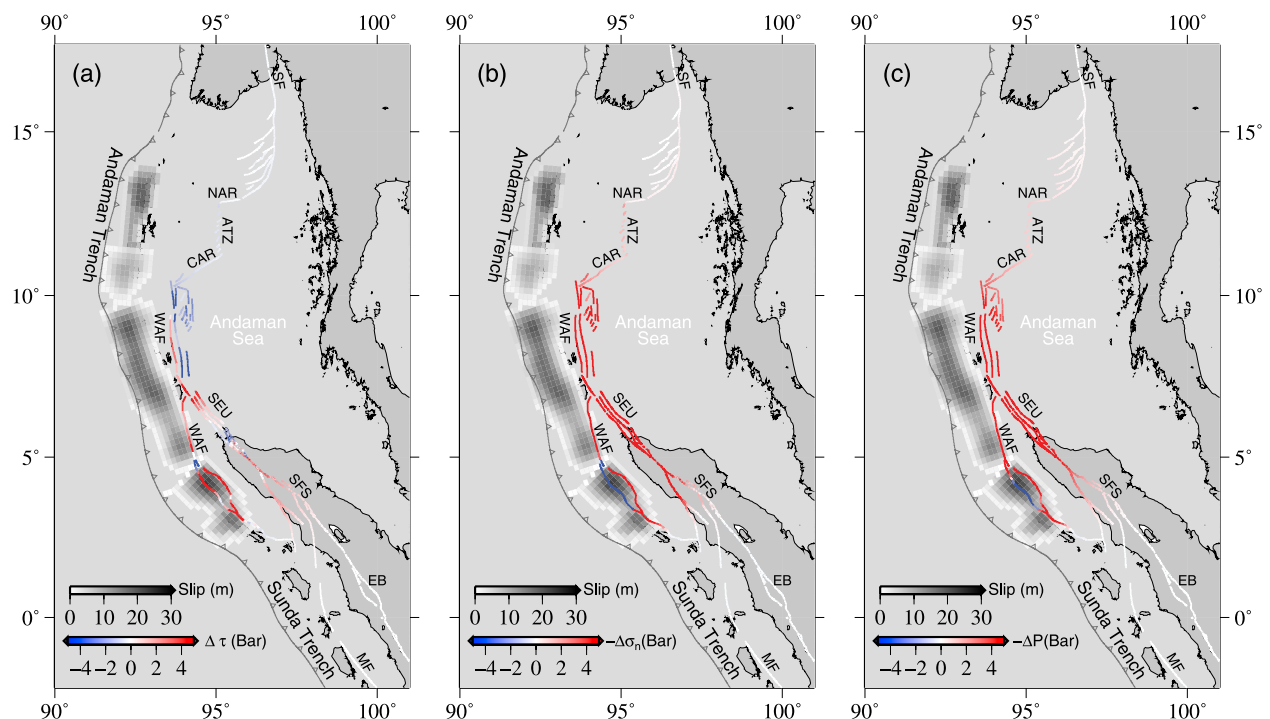 90° 95° 100° 90° 95° 100° 90° 95° 100°
(a)
SF
15°
Andaman Trench
NAR
ATZ
CAR
10°
WAF
Andaman
Sea
SEU
WAF
5°
SFS
EB
Slip (m)
0 10 20 30
0°
Sunda Trench
Δ τ (Bar)
−4 −2 0 2 4
MF
90° 95° 100°
(b)
SF
Andaman Trench
NAR
ATZ
CAR
WAF
Andaman
Sea
SEU
WAF
SFS
EB
Slip (m)
0 10 20 30
Sunda Trench
−Δσn(Bar)
−4 −2 0 2 4
MF
90° 95° 100°
(c)
SF
15°
Andaman Trench
NAR
ATZ
CAR
10°
WAF
Andaman
Sea
SEU
WAF
5°
SFS
EB
Slip (m)
0 10 20 30
0°
Sunda Trench
−ΔP(Bar)
−4 −2 0 2 4
MF
90° 95° 100°